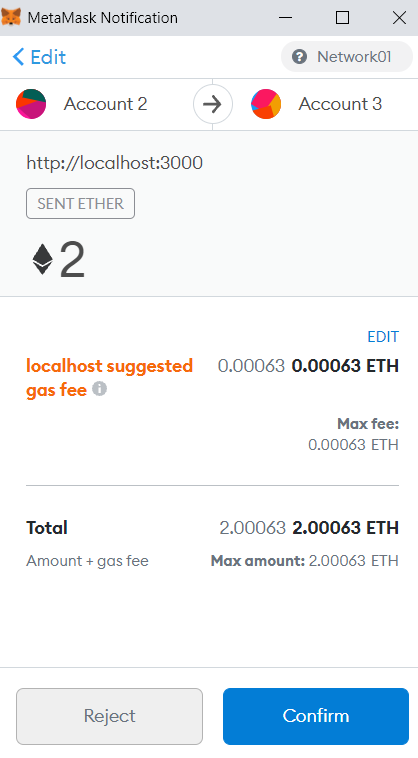 MetaMask Notification
Edit
Network01
Account 2
Account 3
http://localhost:3000
SENT ETHER
2
EDIT
localhost suggested 0.00063 0.00063 ETH
gas fee
Max fee:
0.00063 ETH
Total 2.00063 2.00063 ETH
Amount + gas fee Max amount: 2.00063 ETH
Reject
Confirm